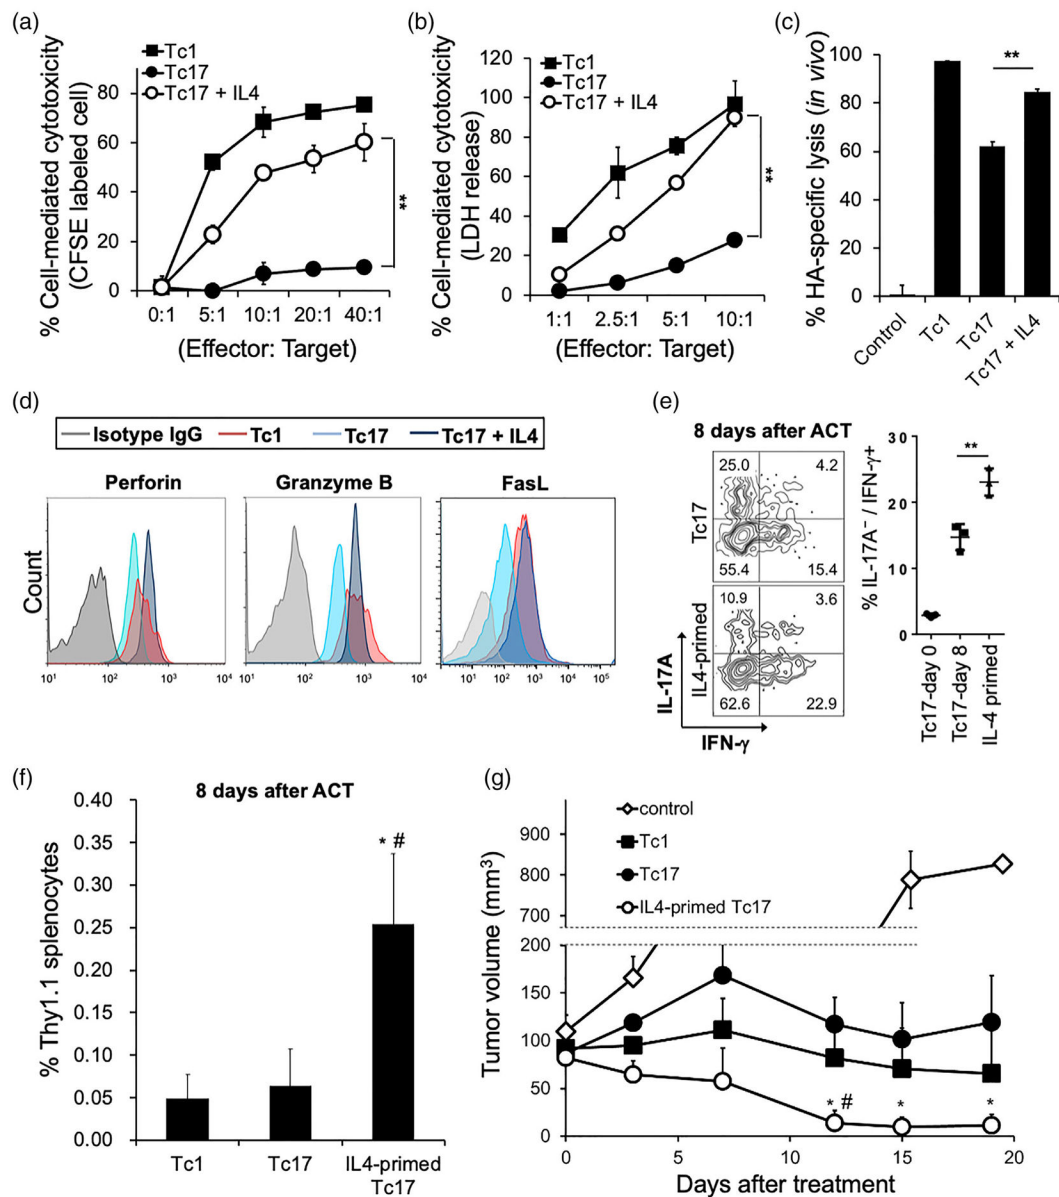 (a)
% Cell-mediated cytotoxicity
(CFSE labeled cell)
Tc1
Tc17
Tc17 + IL4
80
60
40
20
0
**
0:1 5:1 10:1 20:1 40:1
(Effector: Target)
(b)
% Cell-mediated cytotoxicity
(LDH release)
Tc1
Tc17
Tc17 + IL4
120
100
80
60
40
20
0
**
1:1 2.5:1 5:1 10:1
(Effector: Target)
(c)
% HA-specific lysis (in vivo)
100
80
60
40
20
0
**
Control
Tc1
Tc17
Tc17 + IL4
(d)
Isotype IgG Tc1 Tc17 Tc17 + IL4
Perforin Granzyme B FasL
Count
10¹ 10² 10³ 10⁴
10¹ 10² 10³ 10⁴
10¹ 10² 10³ 10⁴ 10⁵
(e)
8 days after ACT
Tc17
25.0 4.2
55.4 15.4
IL4-primed
10.9 3.6
62.6 22.9
IL-17A
IFN-γ
% IL-17A⁻ / IFN-γ+
30
20
10
0
**
Tc17-day 0
Tc17-day 8
IL-4 primed
(f)
8 days after ACT
% Thy1.1 splenocytes
0.40
0.35
0.30
0.25
0.20
0.15
0.10
0.05
0.00
* #
Tc1 Tc17 IL4-primed
Tc17
(g)
Tumor volume (mm³)
control
Tc1
Tc17
IL4-primed Tc17
900
800
700
200
150
100
50
0
* # * *
0 5 10 15 20
Days after treatment